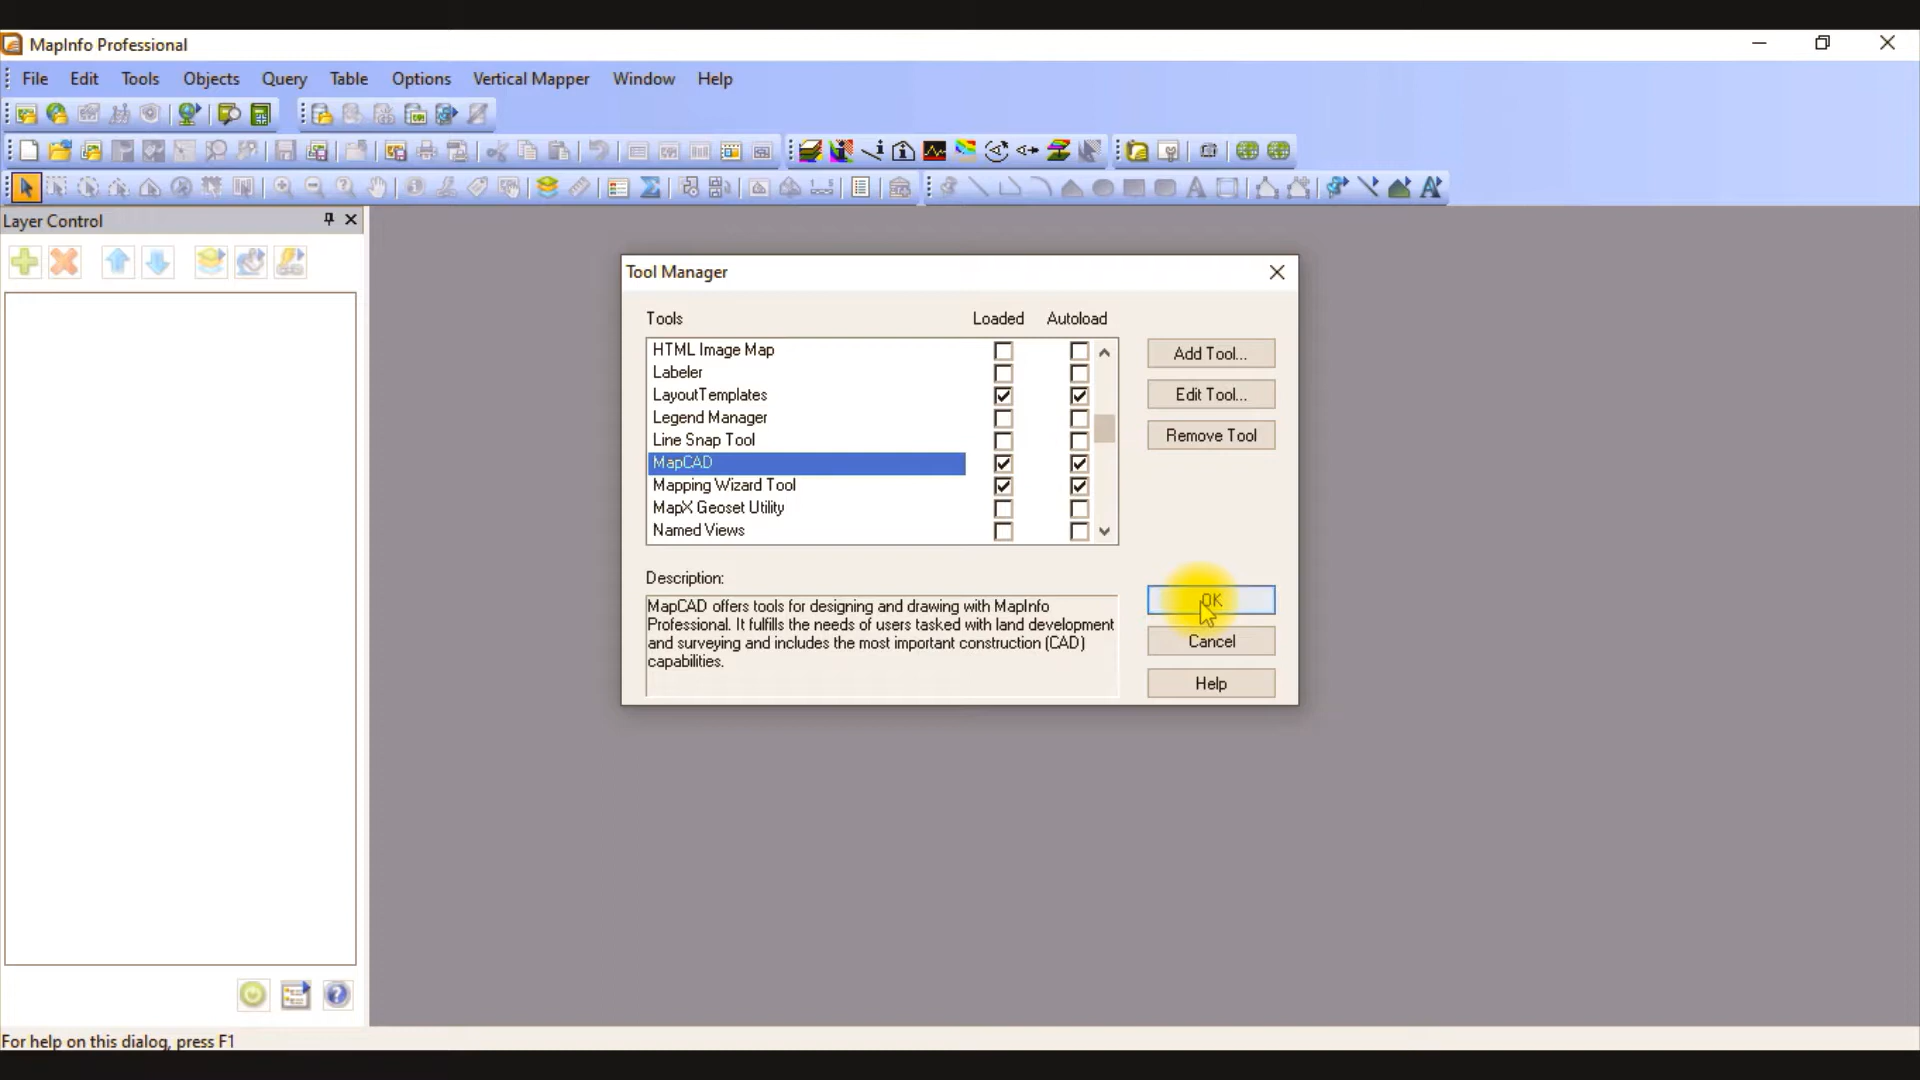 MapInfo Professional
File Edit Tools Objects Query Table Options Vertical Mapper Window Help
Layer Control
Tool Manager
Tools Loaded Autoload
HTML Image Map
Labeler
LayoutTemplates
Legend Manager
Line Snap Tool
MapCAD
Mapping Wizard Tool
MapX Geoset Utility
Named Views
Add Tool...
Edit Tool...
Remove Tool
Description:
MapCAD offers tools for designing and drawing with MapInfo
Professional. It fulfills the needs of users tasked with land development
and surveying and includes the most important construction (CAD)
capabilities.
OK
Cancel
Help
For help on this dialog, press F1